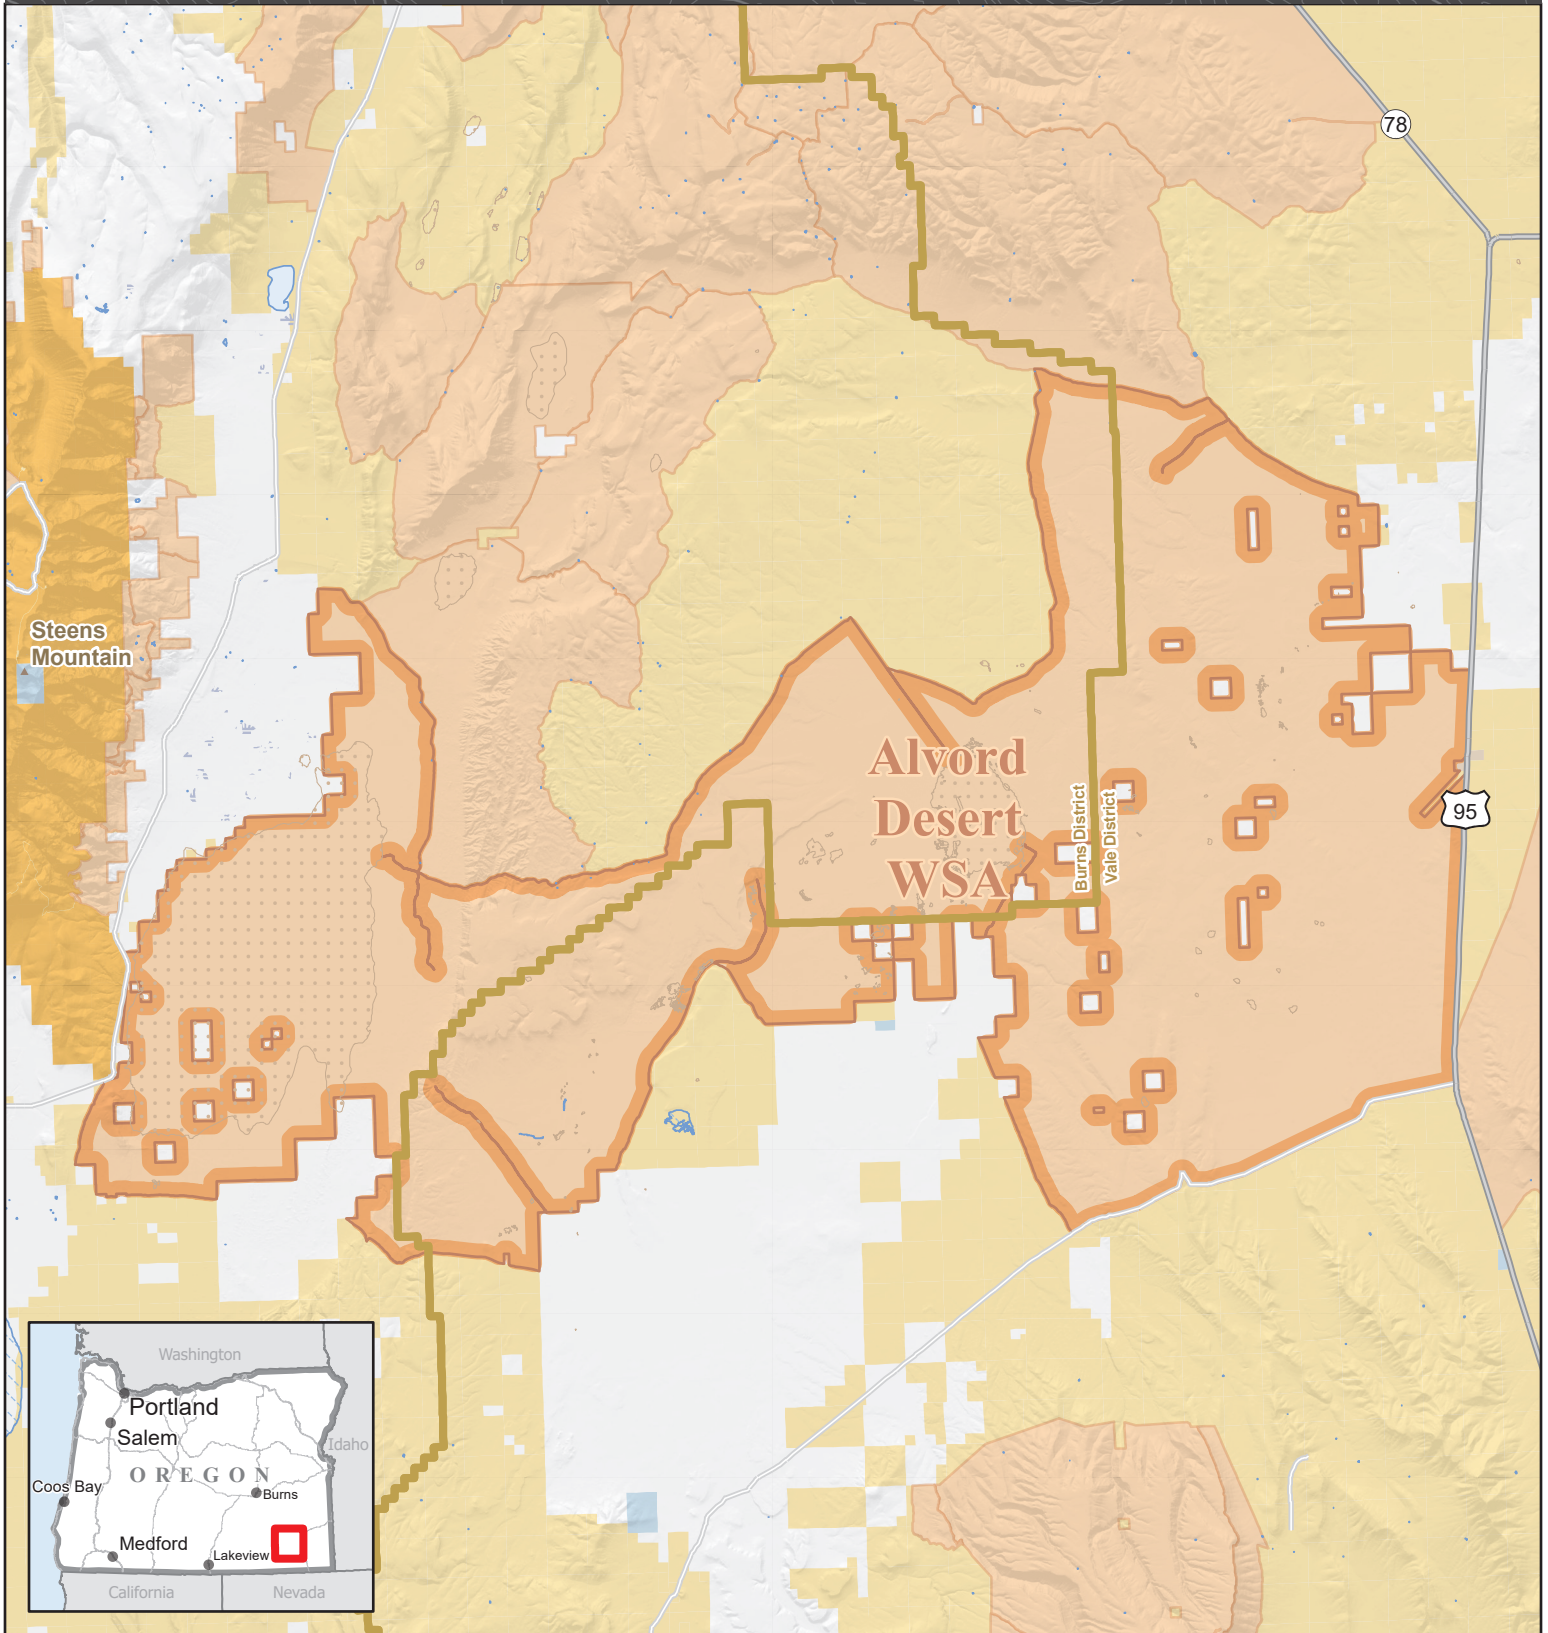 78
Steens
Mountain
Alvord
Desert
WSA
Burns District
Vale District
95
Washington
Portland
Salem
Idaho
OREGON
Coos Bay
Burns
Medford
Lakeview
California
Nevada